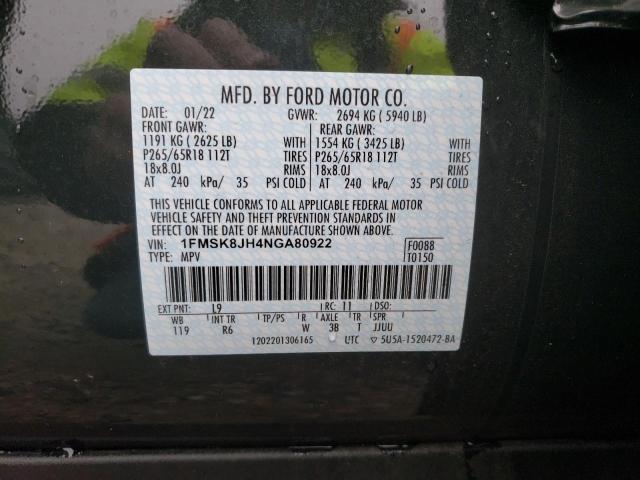 MFD. BY FORD MOTOR CO.
DATE: 01/22 GVWR: 2694 KG ( 5940 LB)
FRONT GAWR: REAR GAWR:
1191 KG ( 2625 LB) WITH 1554 KG ( 3425 LB) WITH
P265/65R18 112T TIRES P265/65R18 112T TIRES
18x8.0J RIMS 18x8.0J RIMS
AT 240 kPa/ 35 PSI COLD AT 240 kPa/ 35 PSI COLD
THIS VEHICLE CONFORMS TO ALL APPLICABLE FEDERAL MOTOR
VEHICLE SAFETY AND THEFT PREVENTION STANDARDS IN
EFFECT ON THE DATE OF MANUFACTURE SHOWN ABOVE.
VIN: 1FMSK8JH4NGA80922 F0088
TYPE: MPV T0150
EXT PNT: L9 RC: 11 DSO:
WB INT TR TP/PS R AXLE TR SPR
119 R6 W 3B T JJUU
1202201306165 UTC ▽ 5U5A-1520472-BA